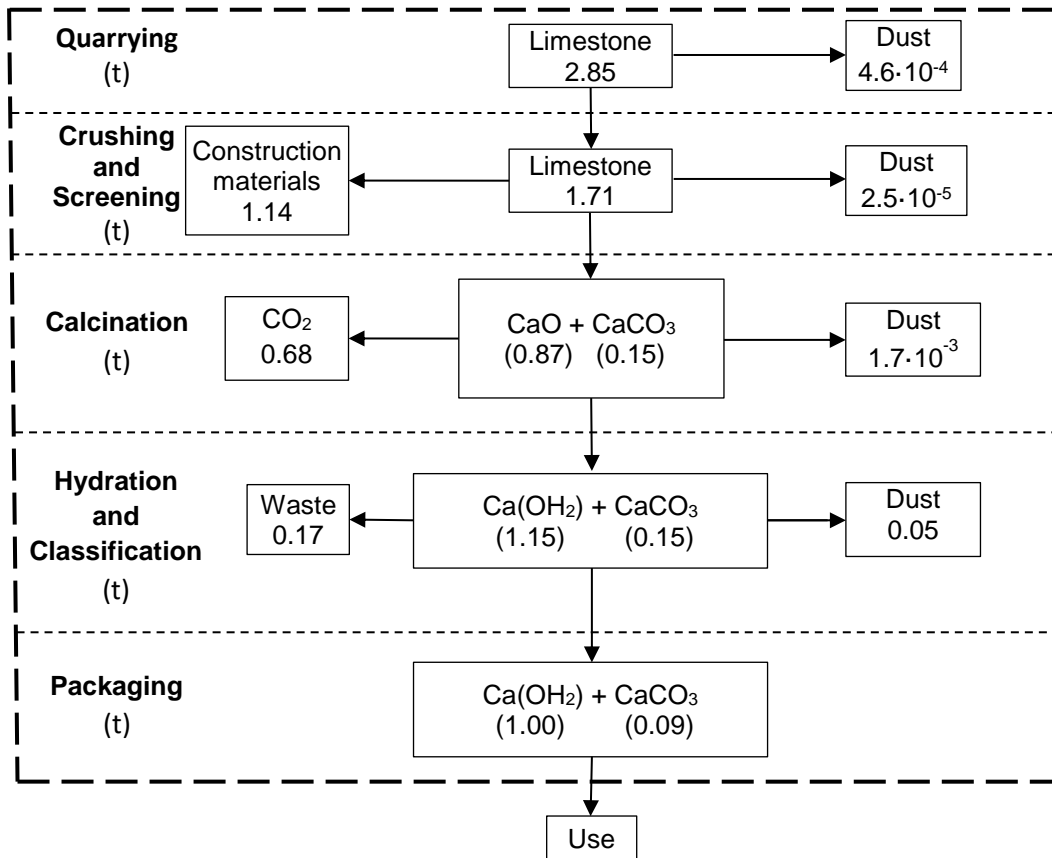 Quarrying
(t)
Limestone
2.85
Dust
4.6·10⁻⁴
Crushing
and
Screening
(t)
Construction
materials
1.14
Limestone
1.71
Dust
2.5·10⁻⁵
Calcination
(t)
CO₂
0.68
CaO + CaCO₃
(0.87) (0.15)
Dust
1.7·10⁻³
Hydration
and
Classification
(t)
Waste
0.17
Ca(OH₂) + CaCO₃
(1.15) (0.15)
Dust
0.05
Packaging
(t)
Ca(OH₂) + CaCO₃
(1.00) (0.09)
Use